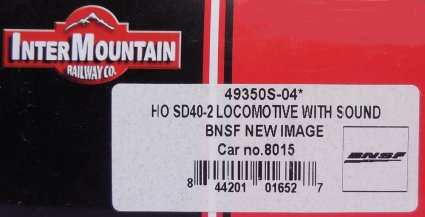 INTERMOUNTAIN
RAILWAY CO.
49350S-04*
HO SD40-2 LOCOMOTIVE WITH SOUND
BNSF NEW IMAGE
Car no.8015
BNSF
8 44201 01652 7